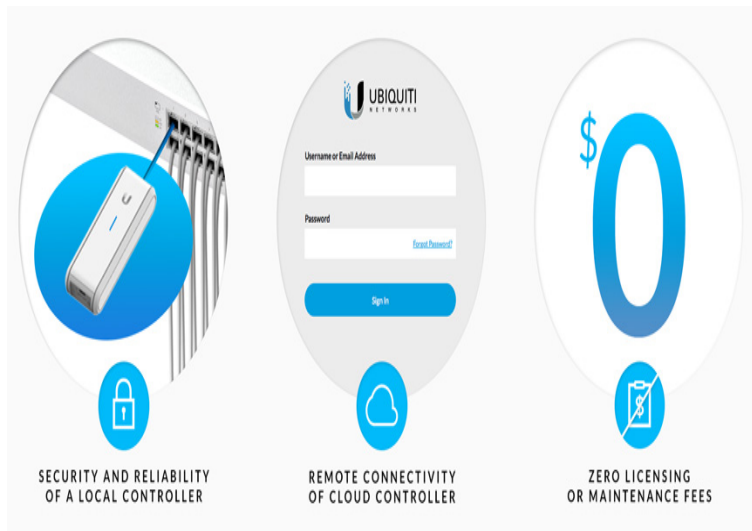 UBIQUITI
NETWORKS
Username or Email Address
Password
Forgot Password?
Sign In
$0
SECURITY AND RELIABILITY
OF A LOCAL CONTROLLER
REMOTE CONNECTIVITY
OF CLOUD CONTROLLER
ZERO LICENSING
OR MAINTENANCE FEES